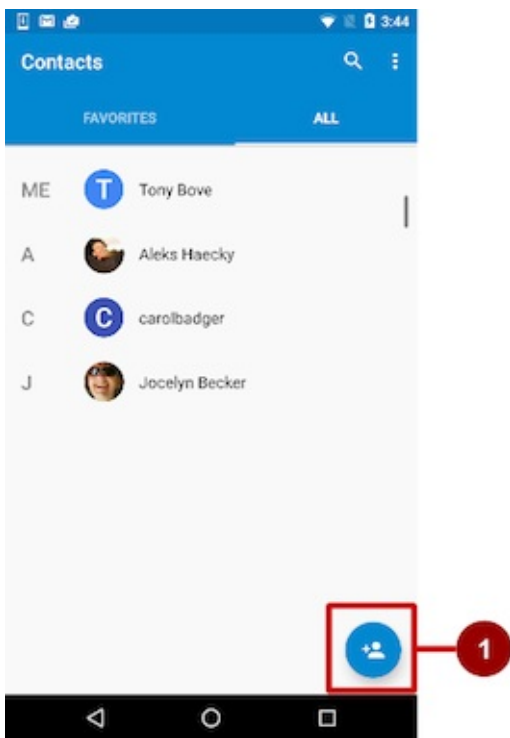 3:44
Contacts
FAVORITES ALL
ME T Tony Bove
A Aleks Haecky
C C carolbadger
J Jocelyn Becker
1